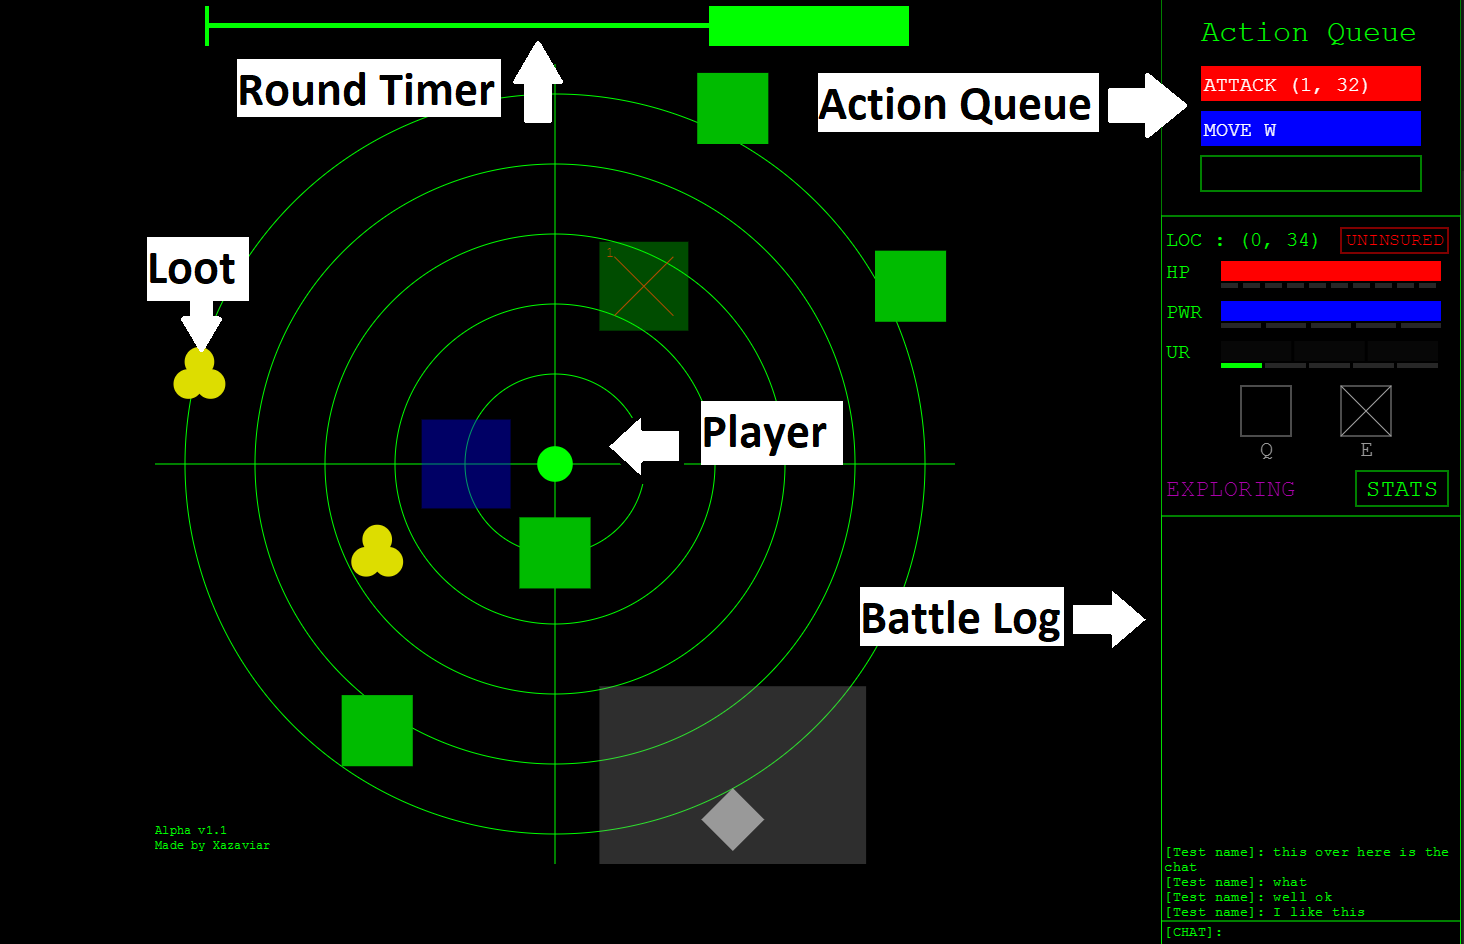 Action Queue
Round Timer
Action Queue
ATTACK (1, 32)
MOVE W
Loot
1
LOC : (0, 34)
UNINSURED
HP
PWR
UR
Player
Q
E
EXPLORING
STATS
Battle Log
Alpha v1.1
Made by Xazaviar
[Test name]: this over here is the
chat
[Test name]: what
[Test name]: well ok
[Test name]: I like this
[CHAT]: